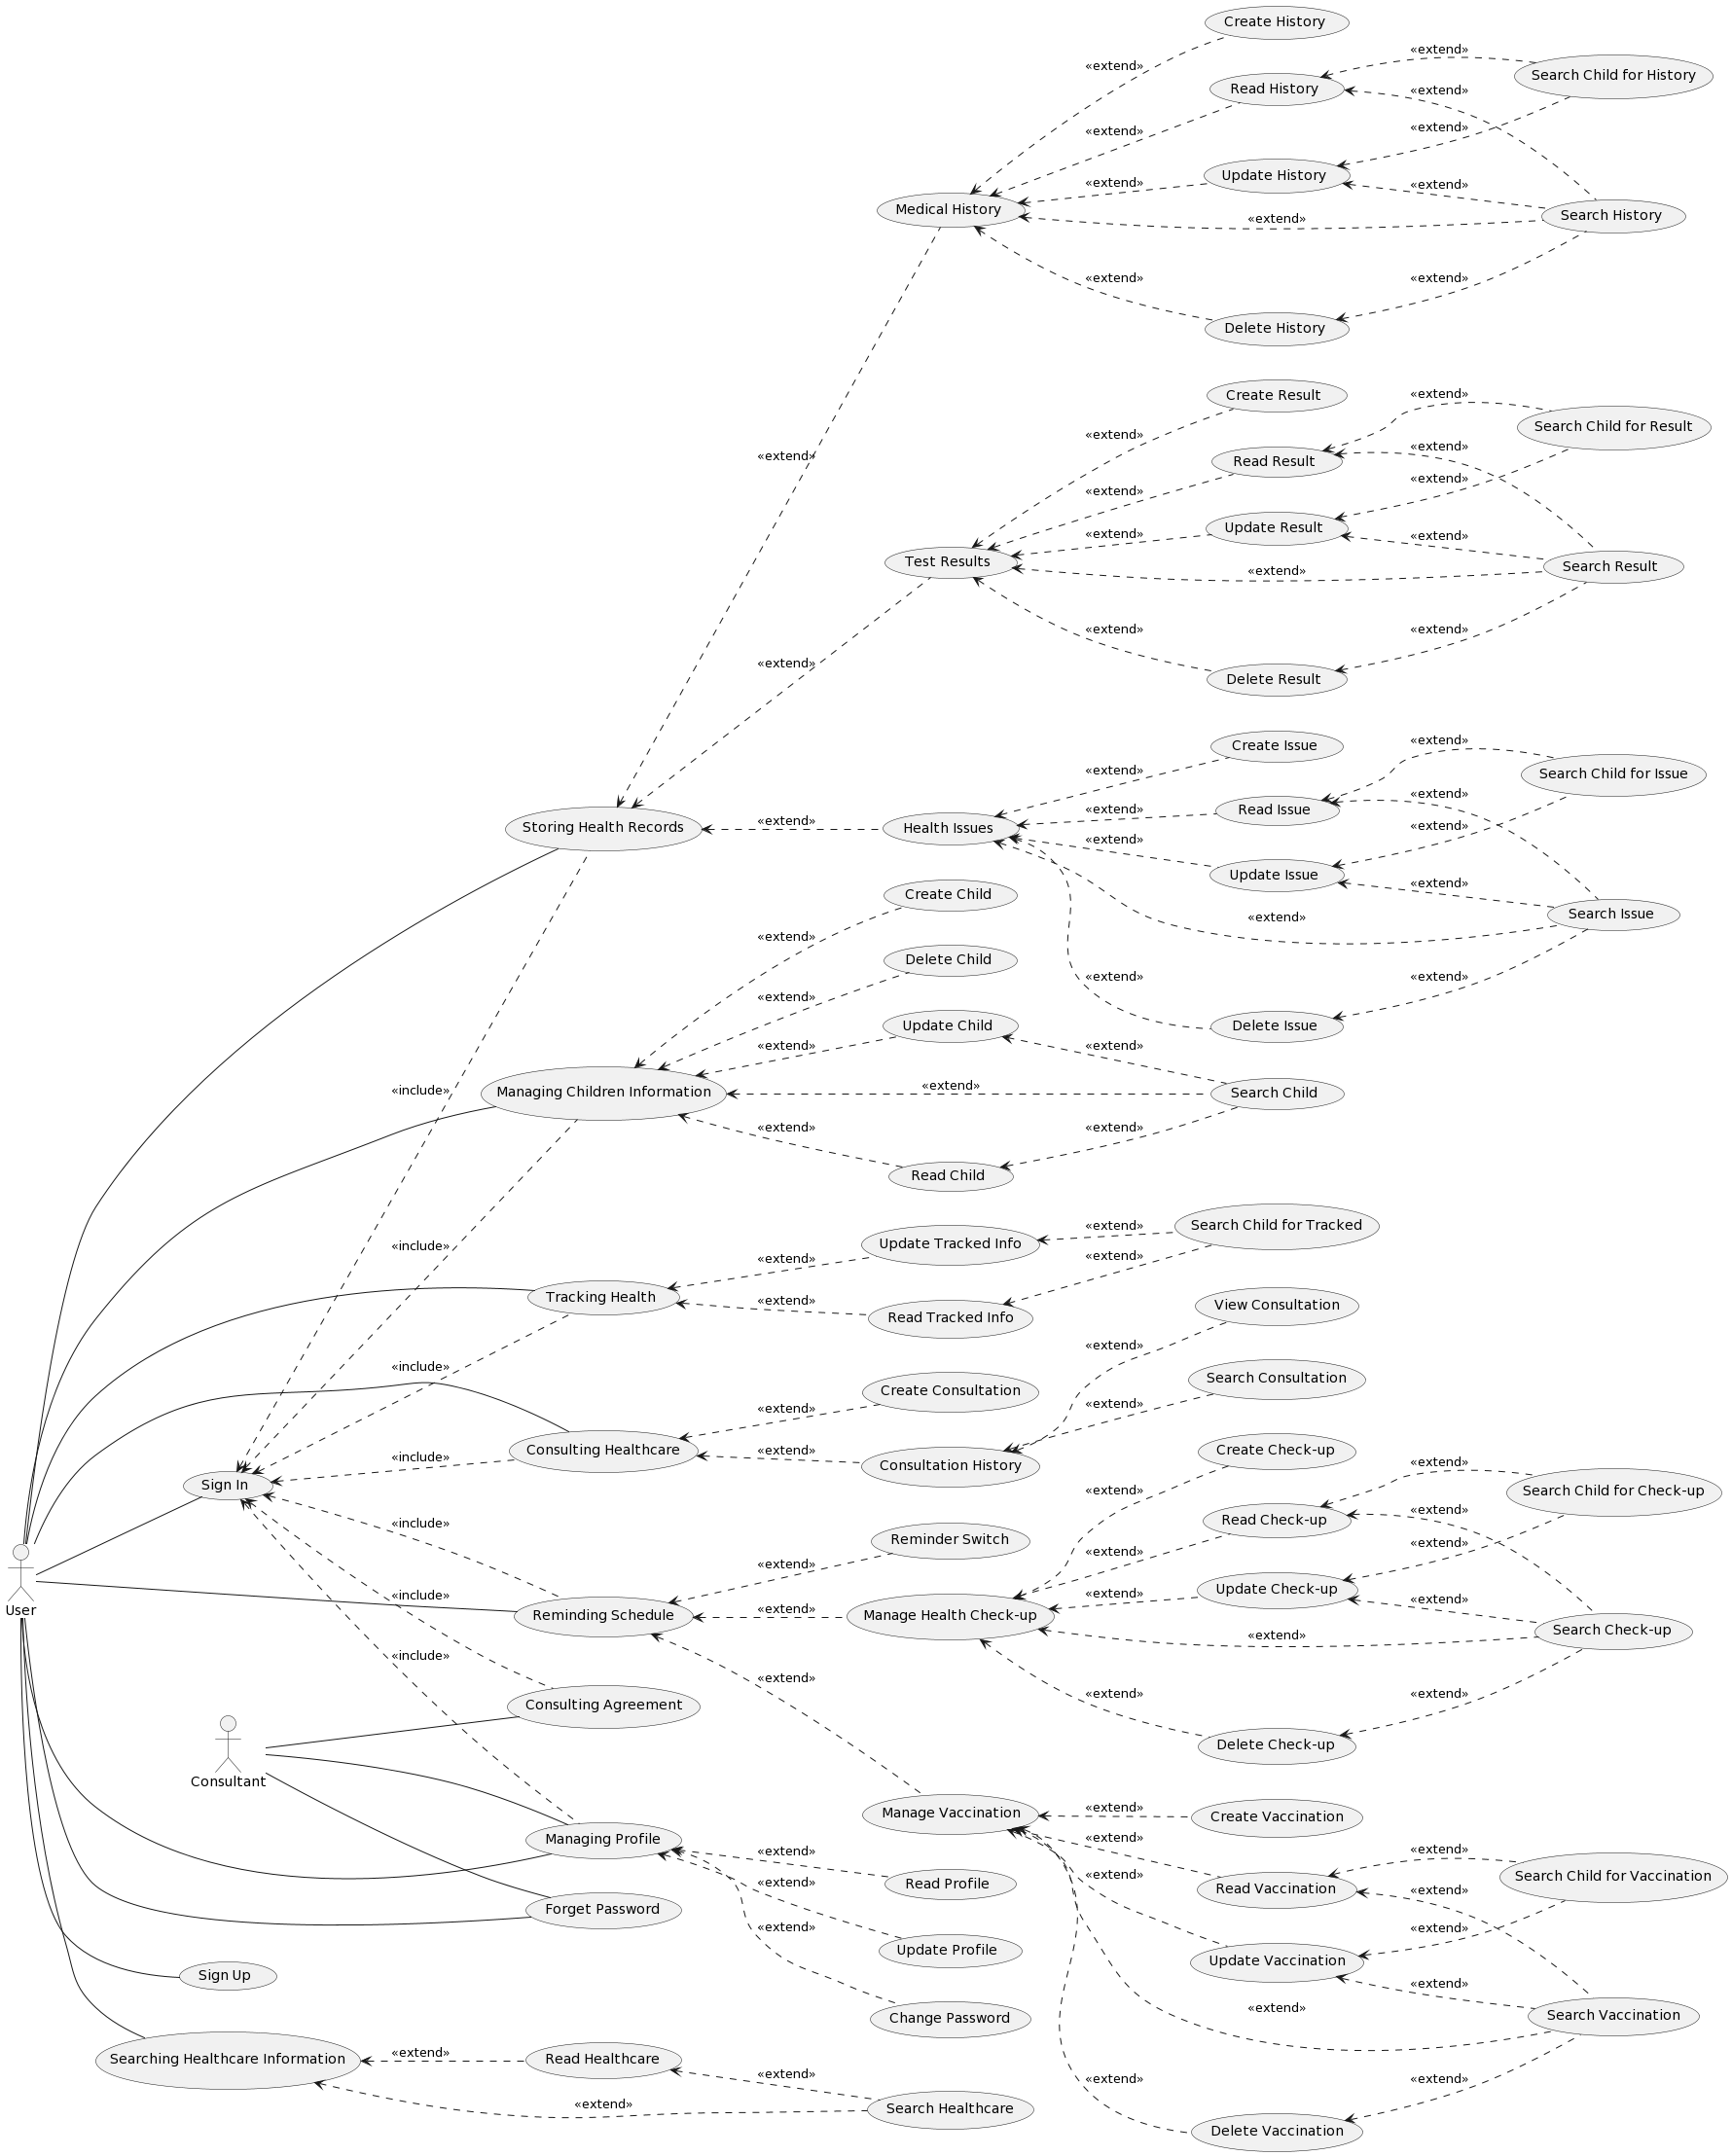 Create History
«extend»
Search Child for History
«extend»
Read History
«extend»
«extend»
«extend»
Update History
«extend»
«extend»
Medical History
Search History
«extend»
«extend»
«extend»
Delete History
Create Result
«extend»
Search Child for Result
«extend»
«extend»
«extend»
Read Result
«extend»
«extend»
Update Result
«extend»
«extend»
«extend»
Test Results
Search Result
«extend»
«extend»
«extend»
«extend»
Delete Result
Create Issue
«extend»
Search Child for Issue
«extend»
«extend»
Read Issue
«extend»
Storing Health Records
«extend»
Health Issues
«extend»
«extend»
Update Issue
«extend»
Create Child
Search Issue
«extend»
«extend»
Delete Child
«extend»
«extend»
«extend»
Update Child
Delete Issue
«extend»
«extend»
«include»
Managing Children Information
«extend»
Search Child
«extend»
«extend»
Read Child
Search Child for Tracked
«extend»
Update Tracked Info
«include»
«extend»
«extend»
Tracking Health
«extend»
Read Tracked Info
View Consultation
«extend»
«include»
Search Consultation
Create Consultation
«extend»
«extend»
Consulting Healthcare
«extend»
Consultation History
«include»
Create Check-up
«extend»
Sign In
«extend»
Search Child for Check-up
«extend»
Read Check-up
«include»
Reminder Switch
«extend»
«extend»
«extend»
Update Check-up
«include»
«extend»
User
Reminding Schedule
«extend»
Manage Health Check-up
«extend»
Search Check-up
«extend»
«include»
«extend»
«extend»
«extend»
Consulting Agreement
Delete Check-up
Consultant
Manage Vaccination
«extend»
Create Vaccination
Managing Profile
«extend»
«extend»
«extend»
Search Child for Vaccination
Read Profile
«extend»
«extend»
Read Vaccination
«extend»
Forget Password
«extend»
«extend»
Update Profile
Update Vaccination
Sign Up
«extend»
Change Password
«extend»
Search Vaccination
Searching Healthcare Information
«extend»
Read Healthcare
«extend»
«extend»
«extend»
«extend»
Search Healthcare
Delete Vaccination